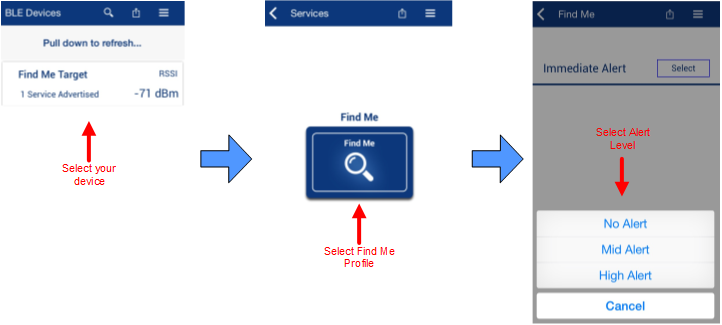 BLE Devices
Pull down to refresh...
Find Me Target RSSI
1 Service Advertised -71 dBm
Select your
device
Services
Find Me
Find Me
Select Find Me
Profile
Find Me
Immediate Alert Select
Select Alert
Level
No Alert
Mid Alert
High Alert
Cancel